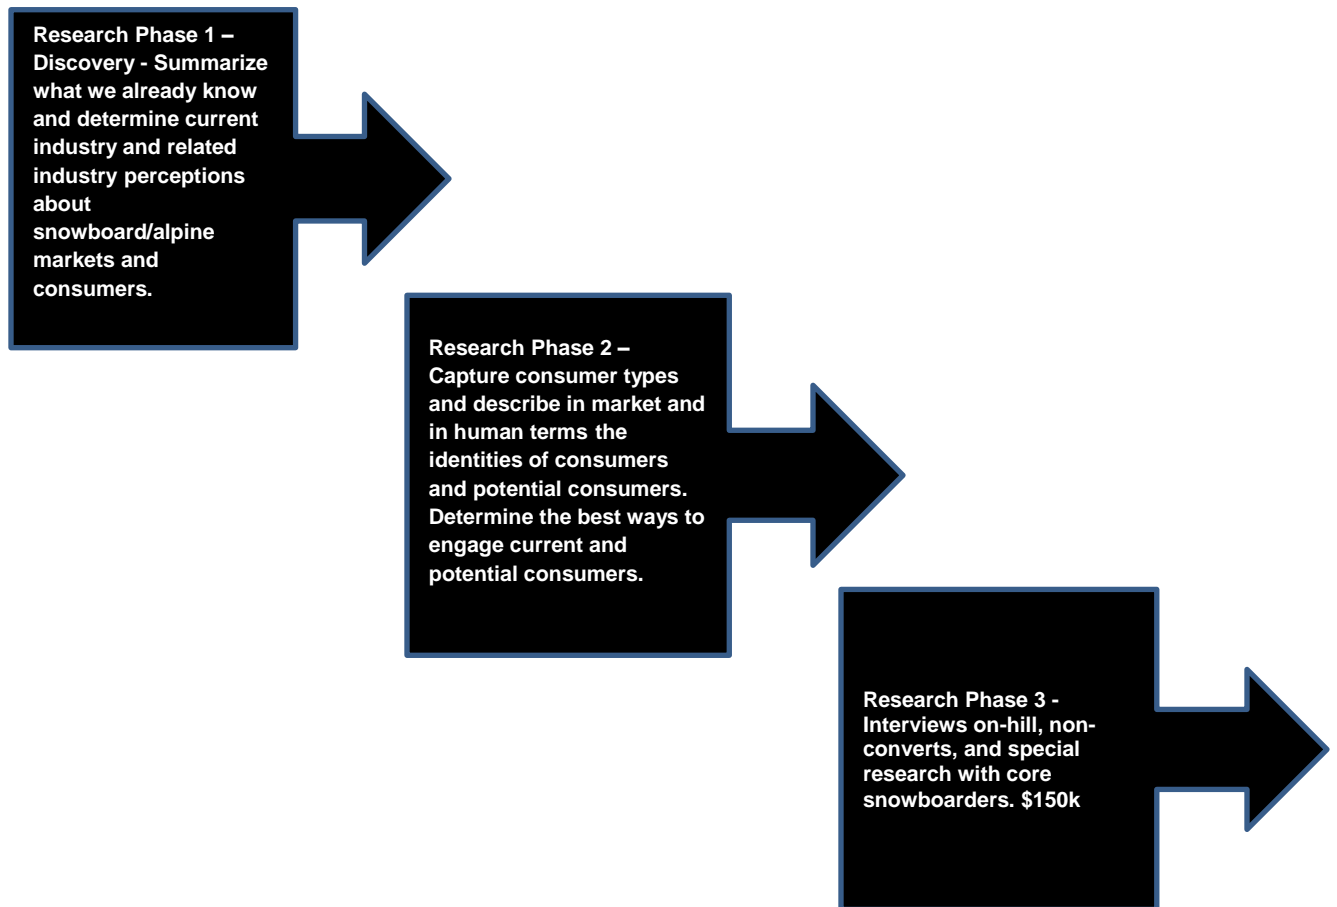 Research Phase 1 –
Discovery - Summarize
what we already know
and determine current
industry and related
industry perceptions
about
snowboard/alpine
markets and
consumers.
Research Phase 2 –
Capture consumer types
and describe in market and
in human terms the
identities of consumers
and potential consumers.
Determine the best ways to
engage current and
potential consumers.
Research Phase 3 -
Interviews on-hill, non-
converts, and special
research with core
snowboarders. $150k